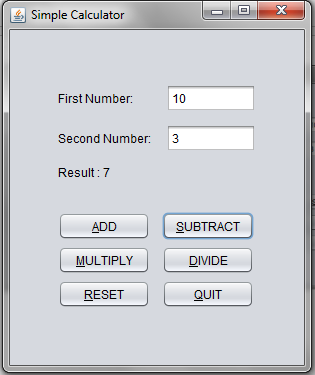 Simple Calculator
First Number: 10
Second Number: 3
Result : 7
ADD SUBTRACT
MULTIPLY DIVIDE
RESET QUIT